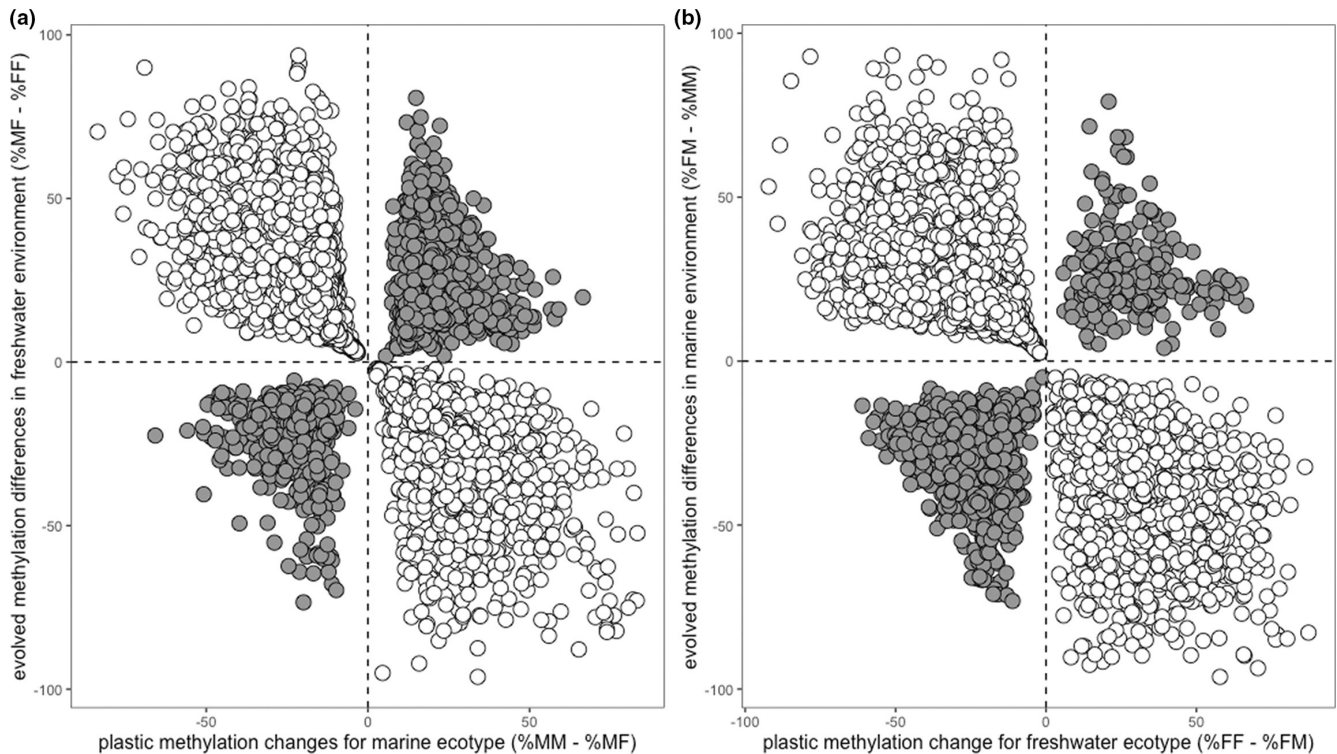 (a)
evolved methylation differences in freshwater environment (%MF - %FF)
100
50
0
-50
-100
-50
0
50
plastic methylation changes for marine ecotype (%MM - %MF)
(b)
evolved methylation differences in marine environment (%FM - %MM)
100
50
0
-50
-100
-100
-50
0
50
plastic methylation change for freshwater ecotype (%FF - %FM)